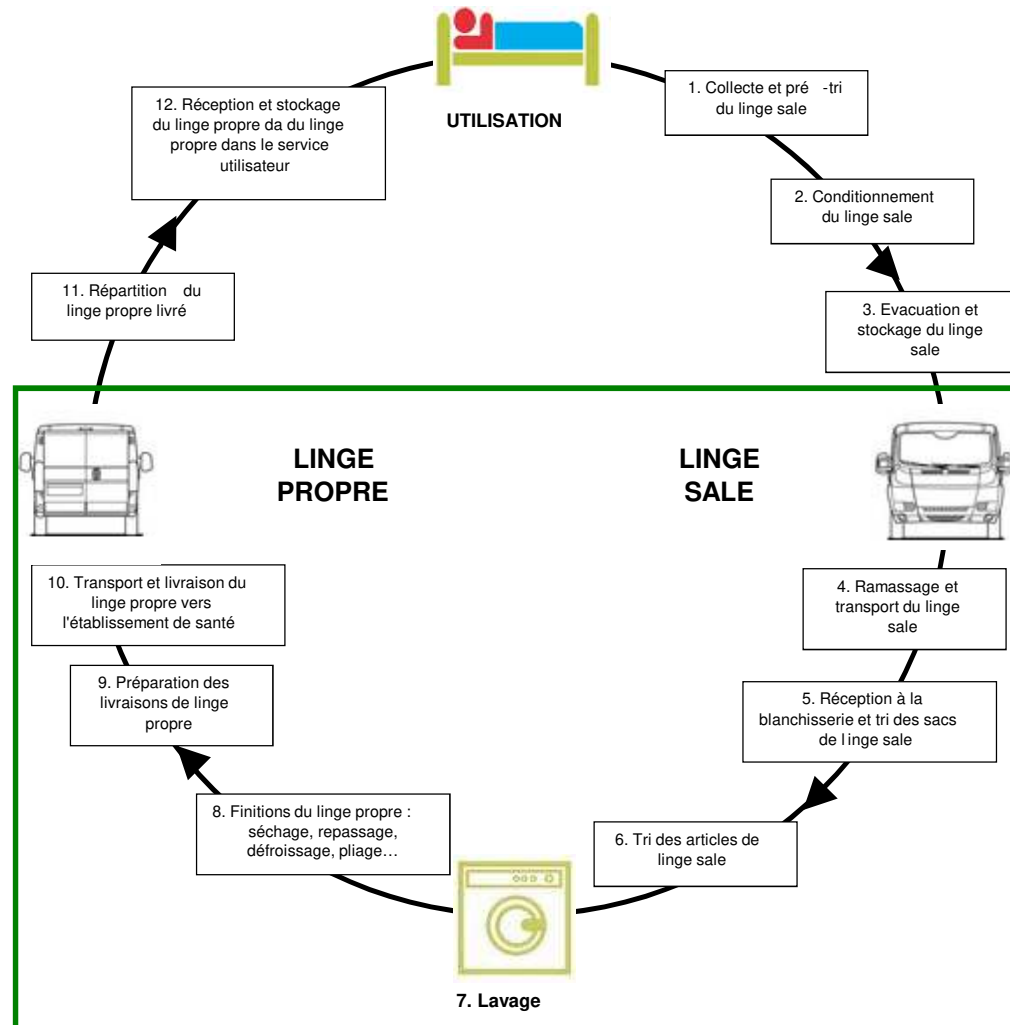 UTILISATION
1. Collecte et pré -tri
du linge sale
2. Conditionnement
du linge sale
3. Evacuation et
stockage du linge
sale
LINGE
SALE
4. Ramassage et
transport du linge
sale
5. Réception à la
blanchisserie et tri des sacs
de linge sale
6. Tri des articles de
linge sale
7. Lavage
8. Finitions du linge propre :
séchage, repassage,
défroissage, pliage…
9. Préparation des
livraisons de linge
propre
10. Transport et livraison du
linge propre vers
l'établissement de santé
LINGE
PROPRE
11. Répartition du
linge propre livré
12. Réception et stockage
du linge propre da du linge
propre dans le service
utilisateur